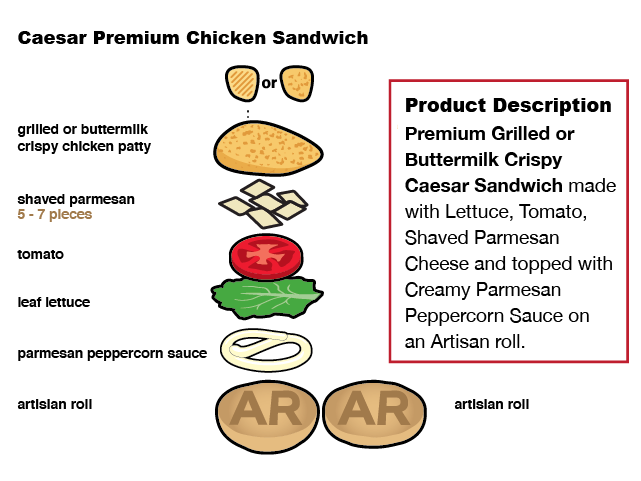 Caesar Premium Chicken Sandwich
or
grilled or buttermilk
crispy chicken patty
shaved parmesan
5 - 7 pieces
tomato
leaf lettuce
parmesan peppercorn sauce
artisian roll
AR
AR
artisian roll
Product Description
Premium Grilled or
Buttermilk Crispy
Caesar Sandwich made
with Lettuce, Tomato,
Shaved Parmesan
Cheese and topped with
Creamy Parmesan
Peppercorn Sauce on
an Artisan roll.